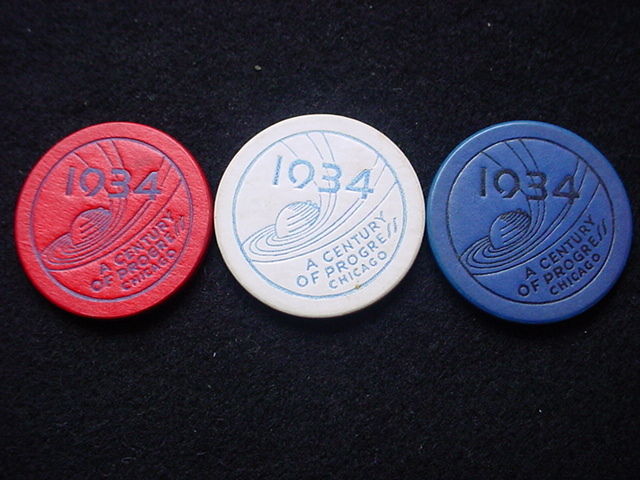 1934
A CENTURY
OF PROGRESS
CHICAGO
1934
A CENTURY
OF PROGRESS
CHICAGO
1934
A CENTURY
OF PROGRESS
CHICAGO